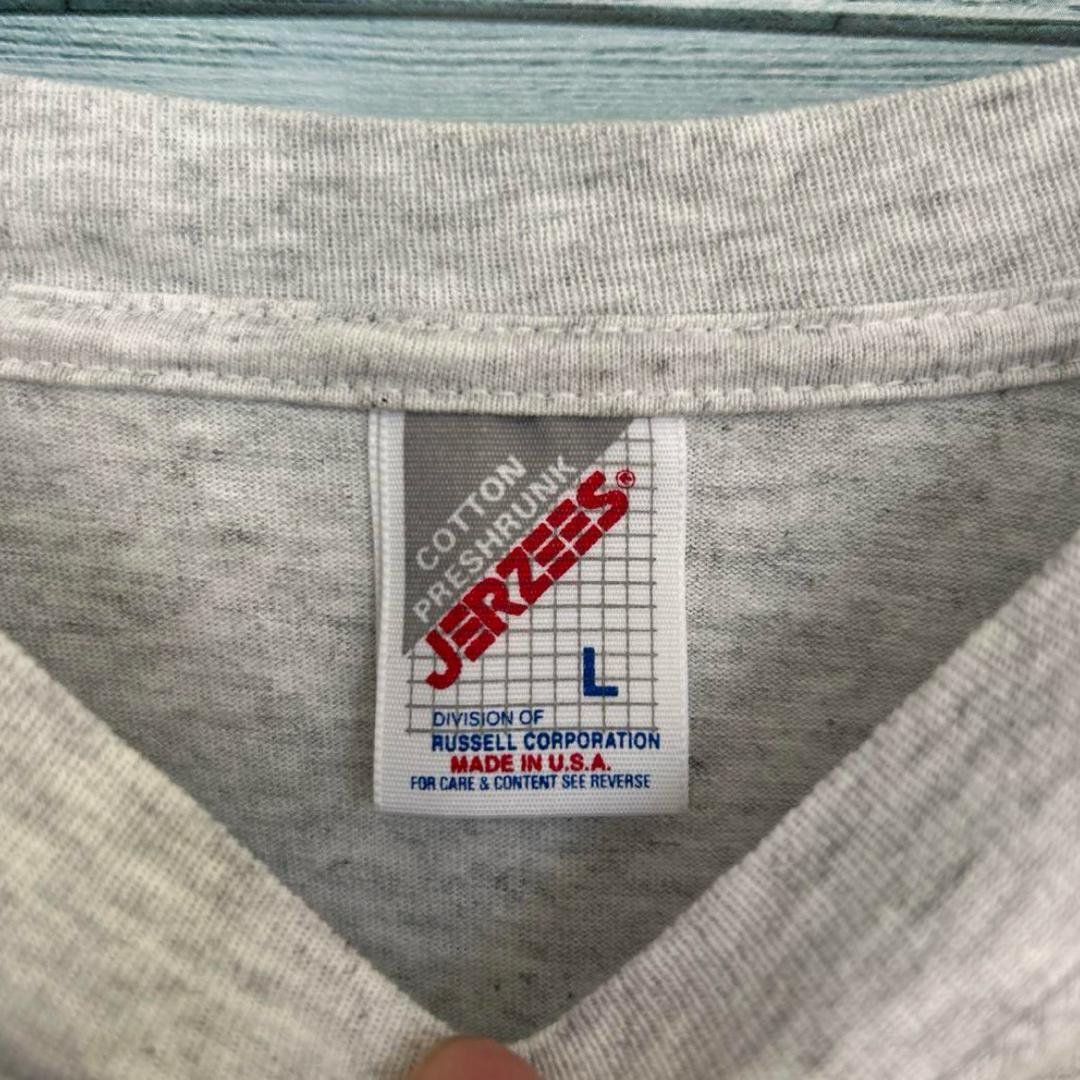 COTTON
PRESHRUNK
JERZEES®
L
DIVISION OF
RUSSELL CORPORATION
MADE IN U.S.A.
FOR CARE & CONTENT SEE REVERSE